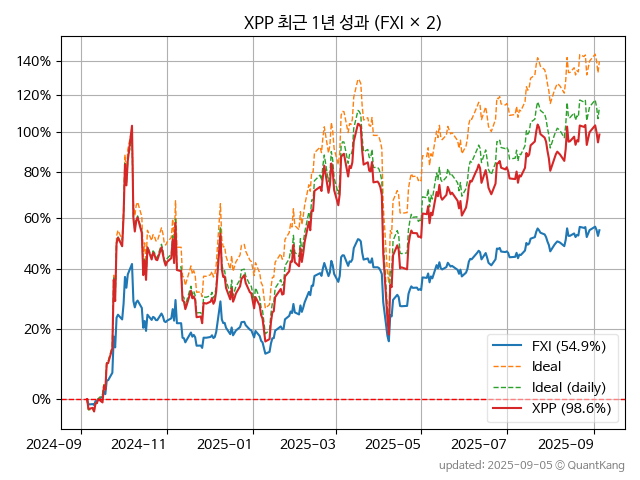 XPP 최근 1년 성과 (FXI × 2)
140%
120%
100%
80%
60%
40%
20%
0%
FXI (54.9%)
Ideal
Ideal (daily)
XPP (98.6%)
2024−09
2024−11
2025−01
2025−03
2025−05
2025−07
2025−09
updated: 2025-09-05 © QuantKang